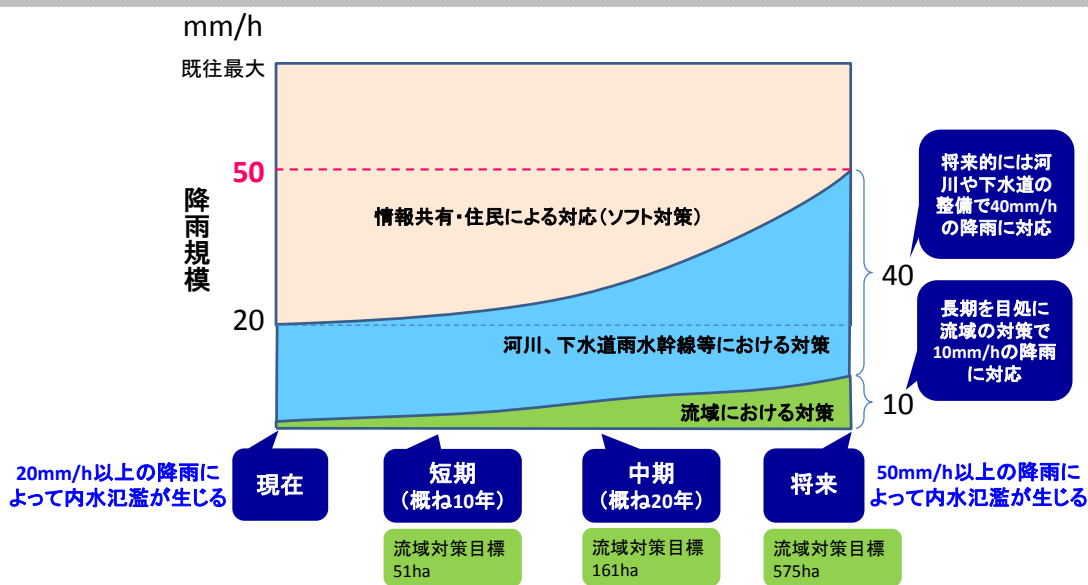 mm/h
既往最大
50
降雨規模
20
情報共有・住民による対応(ソフト対策)
河川、下水道雨水幹線等における対策
流域における対策
将来的には河
川や下水道の
整備で40mm/h
の降雨に対応
40
長期を目処に
流域の対策で
10mm/hの降雨
に対応
10
20mm/h以上の降雨に
よって内水氾濫が生じる
現在
短期
(概ね10年)
中期
(概ね20年)
将来
50mm/h以上の降雨
によって内水氾濫が生じる
流域対策目標
51ha
流域対策目標
161ha
流域対策目標
575ha